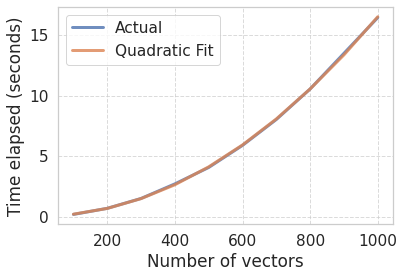 Actual
Quadratic Fit
Time elapsed (seconds)
15
10
5
0
200 400 600 800 1000
Number of vectors